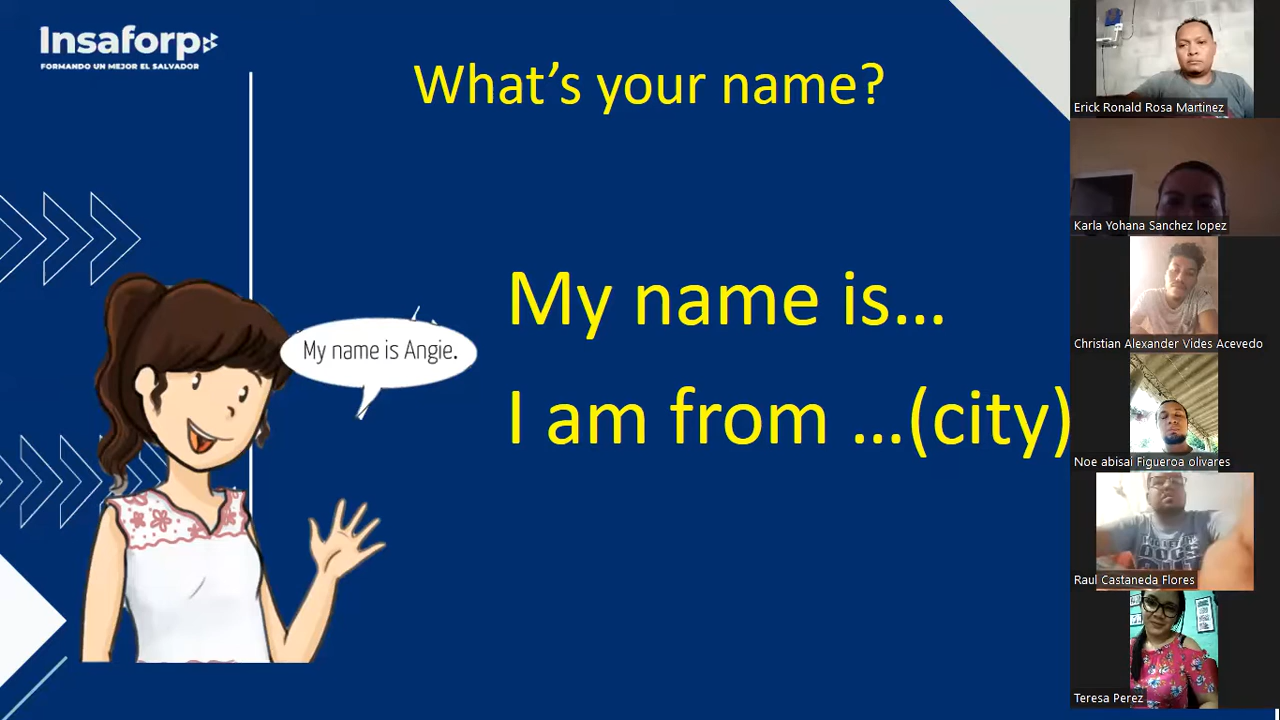 Insaforp
FORMANDO UN MEJOR EL SALVADOR
What's your name?
My name is Angie.
My name is...
I am from ...(city)
Erick Ronald Rosa Martinez
Karla Yohana Sanchez lopez
Christian Alexander Vides Acevedo
Noe abisai Figueroa olivares
Raul Castaneda Flores
Teresa Perez